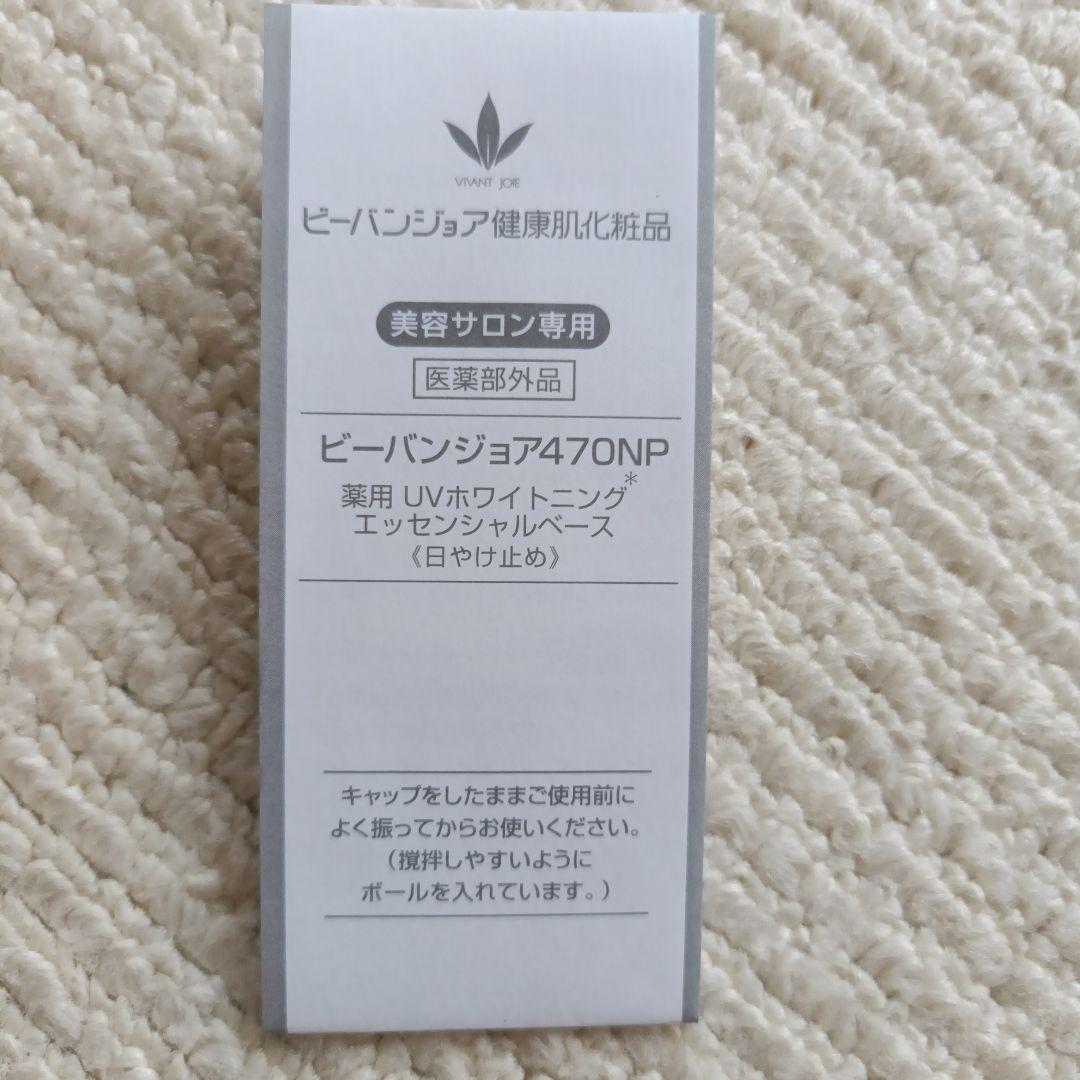 VIVANT JOIE
ビーバンジョア健康肌化粧品
美容サロン専用
医薬部外品
ビーバンジョア470NP
薬用 UVホワイトニング*
エッセンシャルベース
《日やけ止め》
キャップをしたままご使用前に
よく振ってからお使いください。
（撹拌しやすいように
ボールを入れています。）